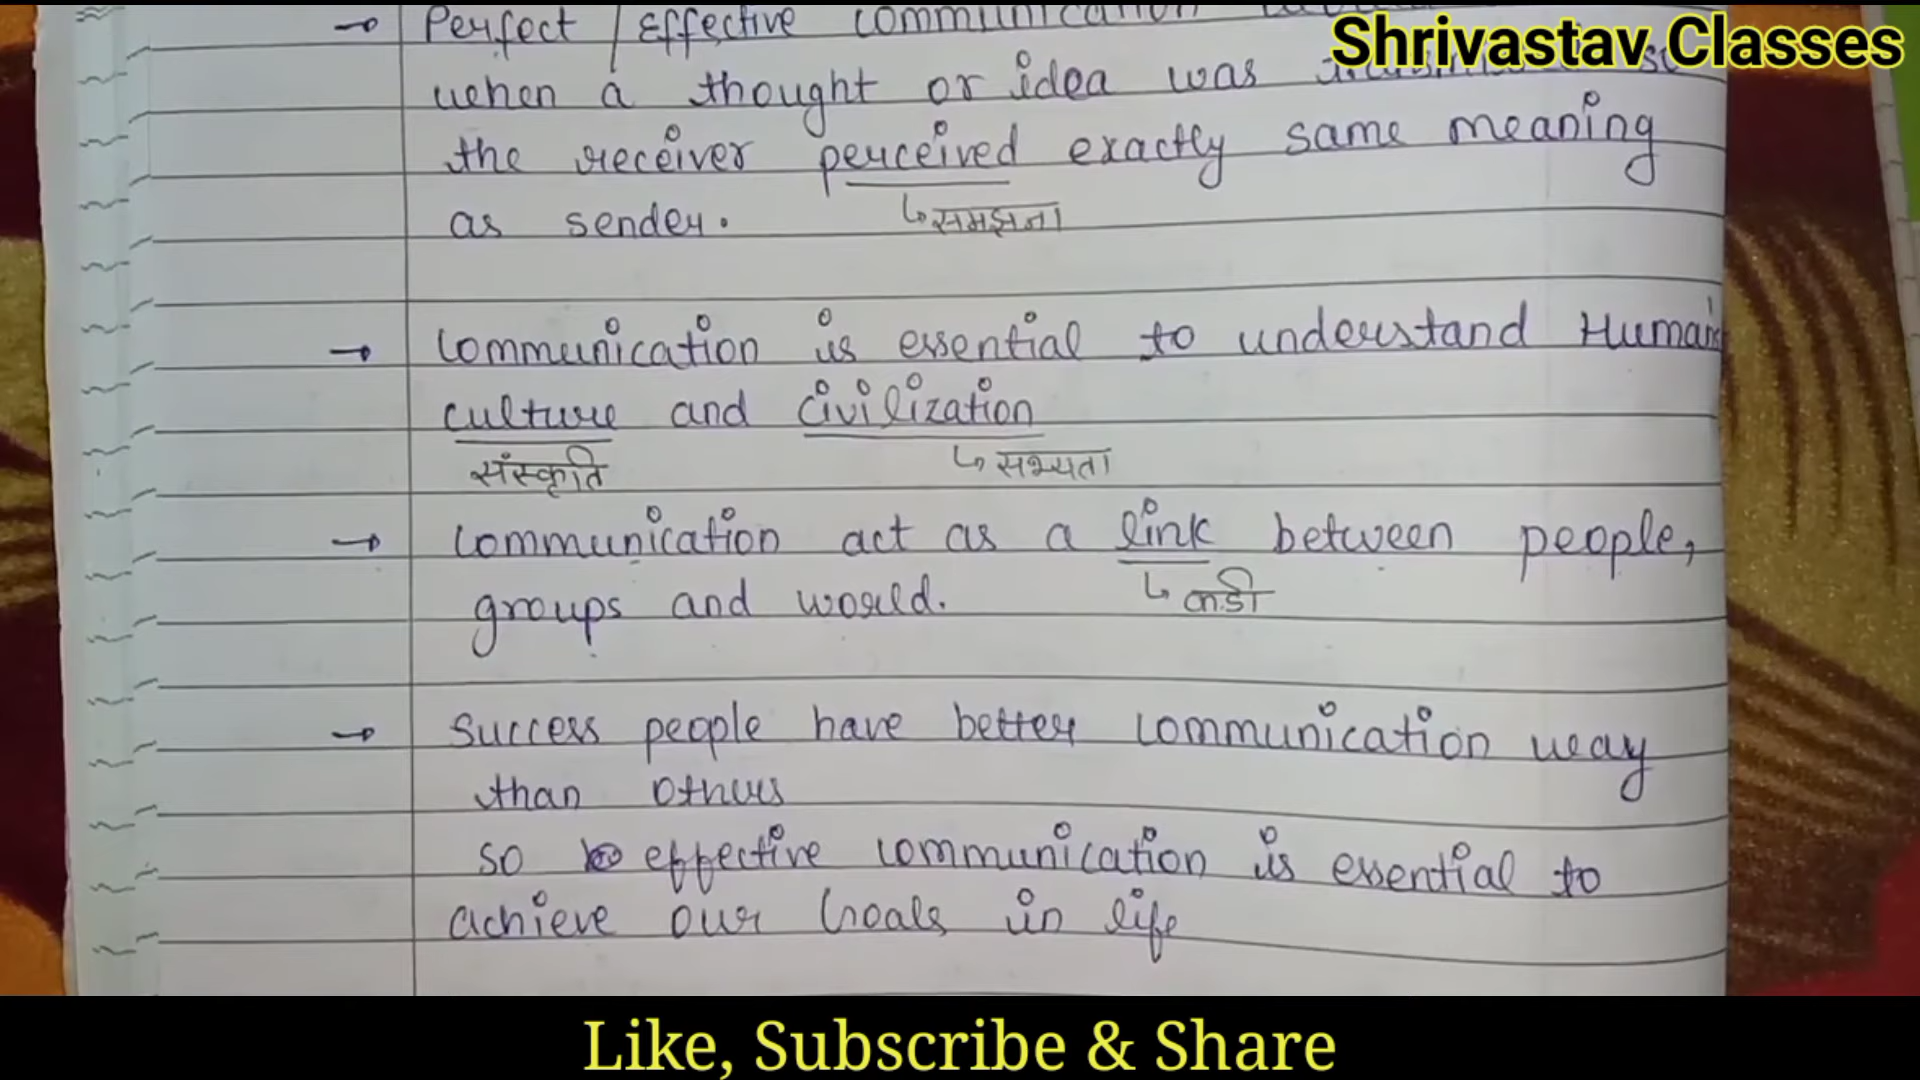 → Perfect / Effective communication
Shrivastav Classes
when a thought or idea was so
the receiver perceived exactly same meaning
as sender. ↳ समझना
→ Communication is essential to understand Human
culture and civilization
संस्कृति ↳ सभ्यता
→ Communication act as a link between people,
groups and world. ↳ कडी
→ Success people have better communication way
than others
so effective communication is essential to
achieve our Goals in life
Like, Subscribe & Share